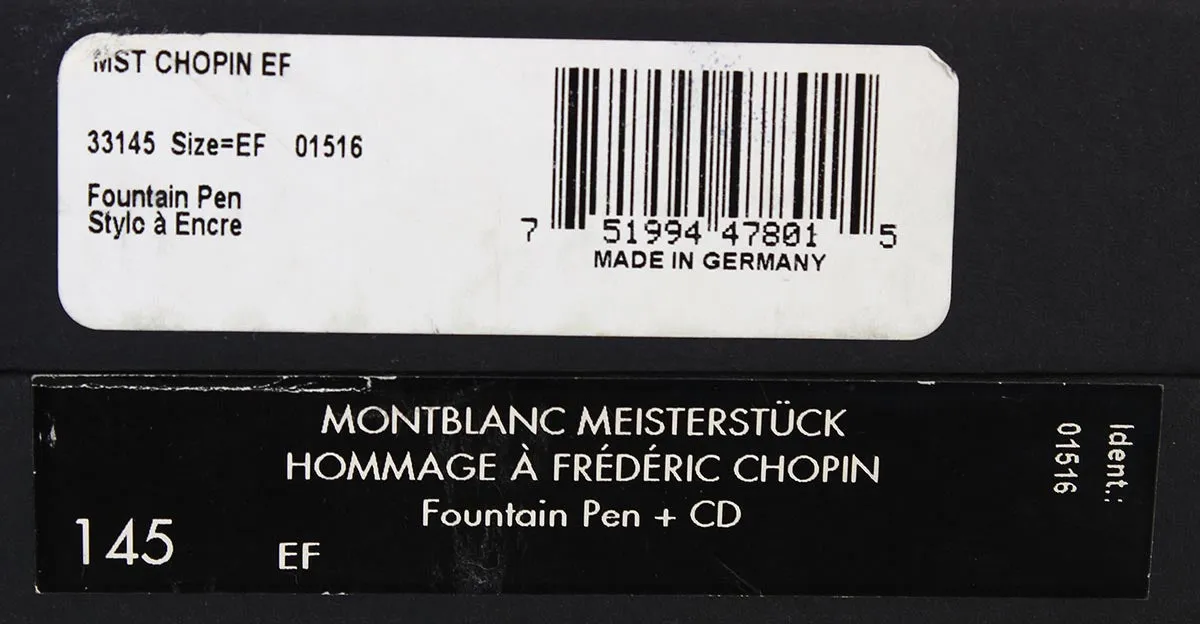 MST CHOPIN EF
33145 Size=EF 01516
Fountain Pen
Stylo à Encre
7 51994 47801 5
MADE IN GERMANY
MONTBLANC MEISTERSTÜCK
HOMMAGE À FRÉDÉRIC CHOPIN
Fountain Pen + CD
145 EF
Ident.:
01516